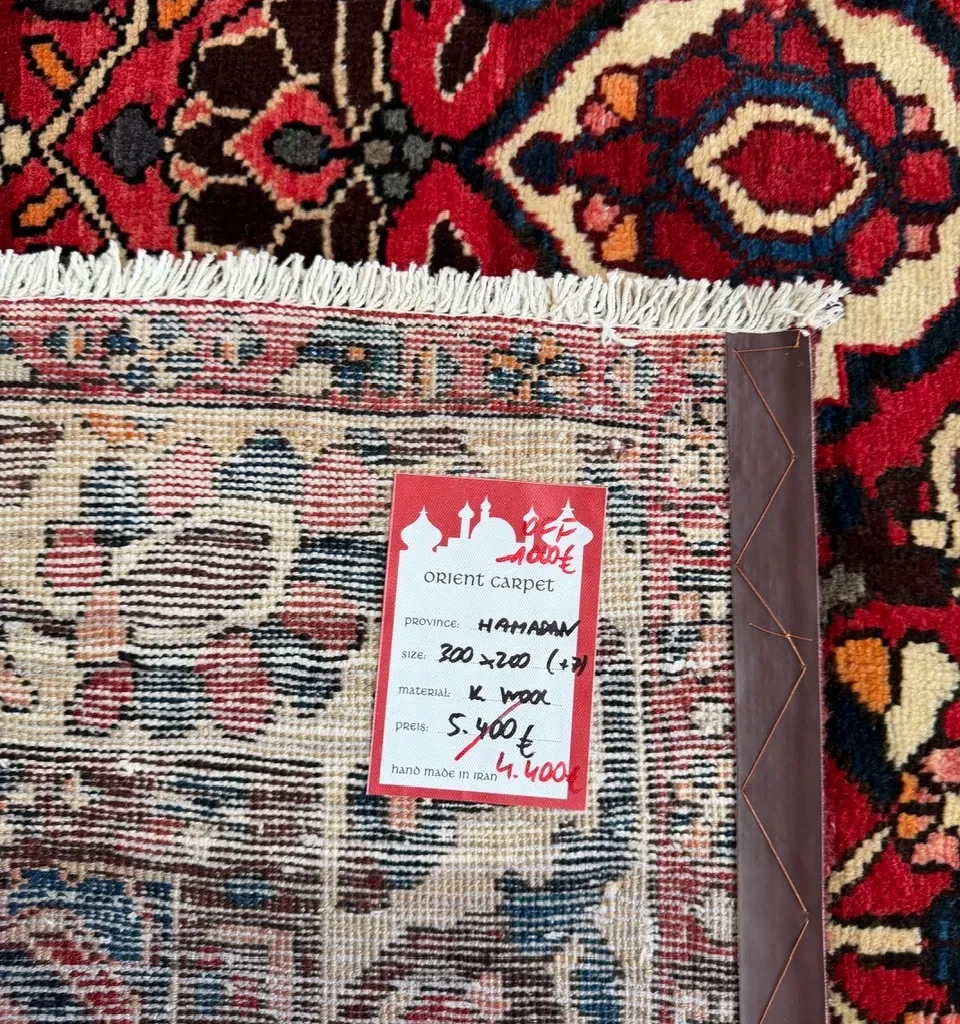 OFF
-1000€
ORIENT CARPET
PROVINCE: HAMADAN
SIZE: 300 x 200 (+7)
MATERIAL: K WOOL
PREIS: 5.400 €
HAND MADE IN IRAN 4.400€